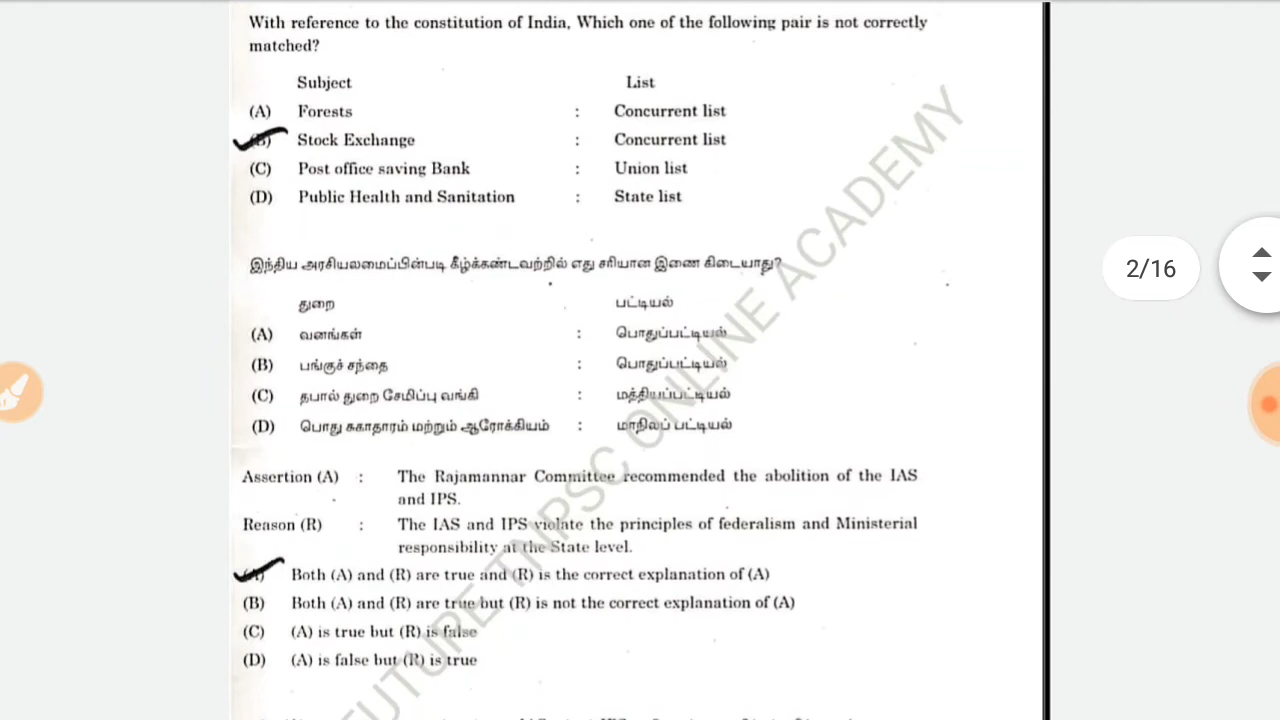 With reference to the constitution of India, Which one of the following pair is not correctly
matched?
Subject List
(A) Forests : Concurrent list
(B) Stock Exchange : Concurrent list
(C) Post office saving Bank : Union list
(D) Public Health and Sanitation : State list
இந்திய அரசியலமைப்பின்படி கீழ்க்கண்டவற்றில் எது சரியான இணை கிடையாது?
துறை பட்டியல்
(A) வனங்கள் : பொதுப்பட்டியல்
(B) பங்குச் சந்தை : பொதுப்பட்டியல்
(C) தபால் துறை சேமிப்பு வங்கி : மத்தியப்பட்டியல்
(D) பொது சுகாதாரம் மற்றும் ஆரோக்கியம் : மாநிலப் பட்டியல்
Assertion (A) : The Rajamannar Committee recommended the abolition of the IAS
and IPS.
Reason (R) : The IAS and IPS violate the principles of federalism and Ministerial
responsibility at the State level.
(A) Both (A) and (R) are true and (R) is the correct explanation of (A)
(B) Both (A) and (R) are true but (R) is not the correct explanation of (A)
(C) (A) is true but (R) is false
(D) (A) is false but (R) is true
FUTURE TNPSC ONLINE ACADEMY
2/16